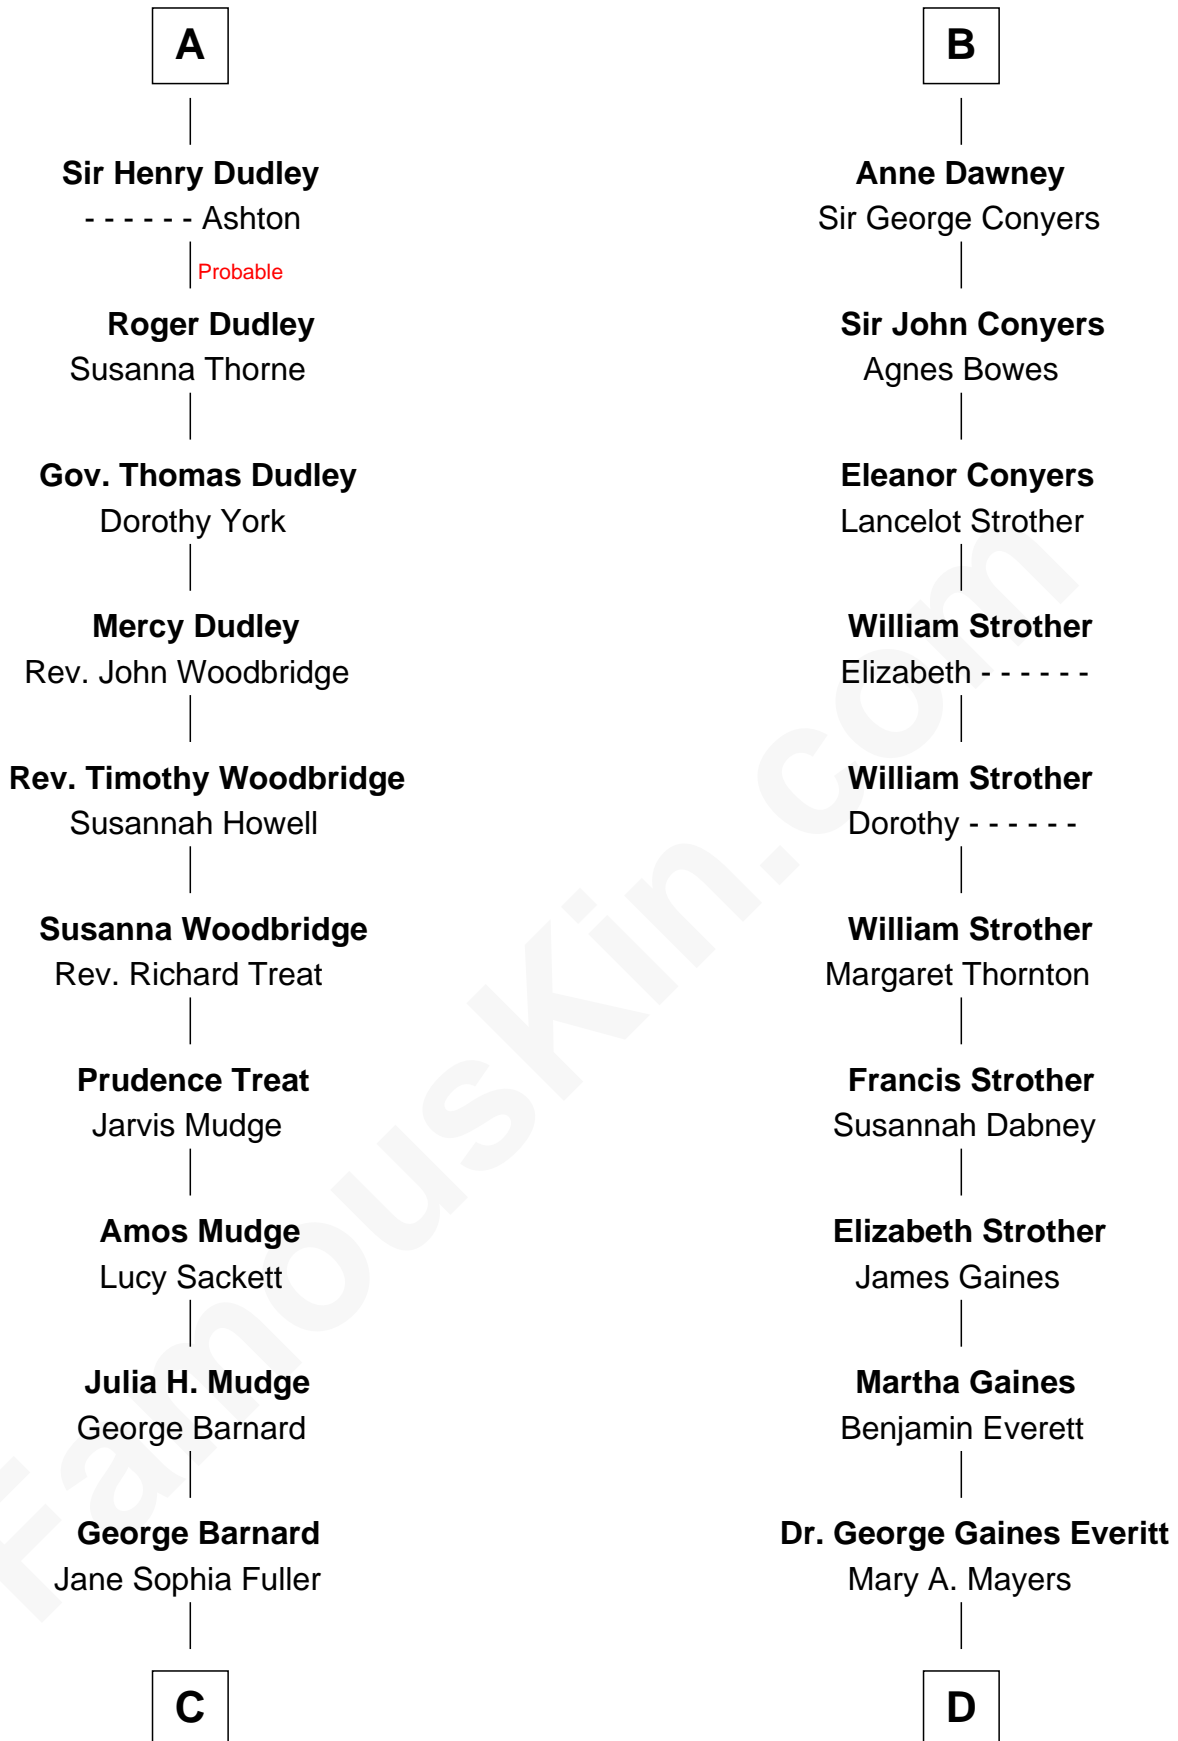 A
Sir Henry Dudley
- - - - - - Ashton
Probable
Roger Dudley
Susanna Thorne
Gov. Thomas Dudley
Dorothy York
Mercy Dudley
Rev. John Woodbridge
Rev. Timothy Woodbridge
Susannah Howell
Susanna Woodbridge
Rev. Richard Treat
Prudence Treat
Jarvis Mudge
Amos Mudge
Lucy Sackett
Julia H. Mudge
George Barnard
George Barnard
Jane Sophia Fuller
C
B
Anne Dawney
Sir George Conyers
Sir John Conyers
Agnes Bowes
Eleanor Conyers
Lancelot Strother
William Strother
Elizabeth - - - - - -
William Strother
Dorothy - - - - - -
William Strother
Margaret Thornton
Francis Strother
Susannah Dabney
Elizabeth Strother
James Gaines
Martha Gaines
Benjamin Everett
Dr. George Gaines Everitt
Mary A. Mayers
D
FamousKin.com